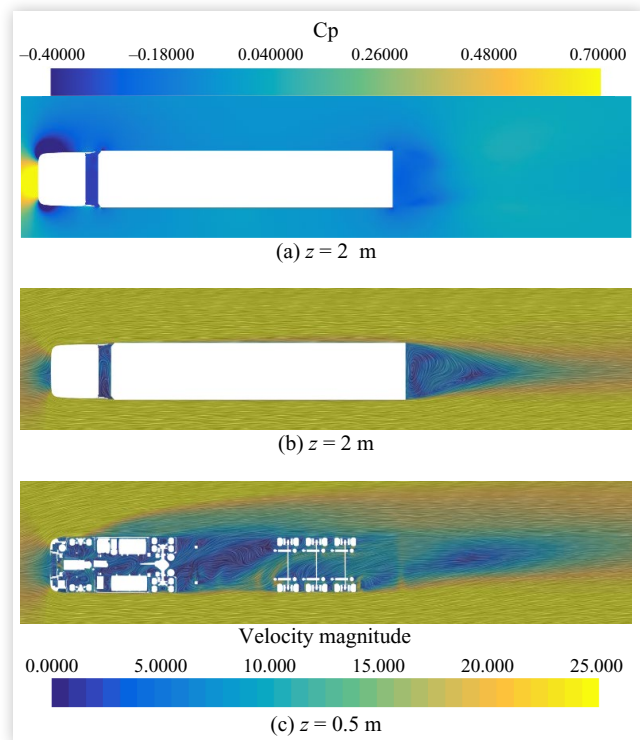 Cp
–0.40000 –0.18000 0.040000 0.26000 0.48000 0.70000
(a) z = 2 m
(b) z = 2 m
Velocity magnitude
0.0000 5.0000 10.000 15.000 20.000 25.000
(c) z = 0.5 m